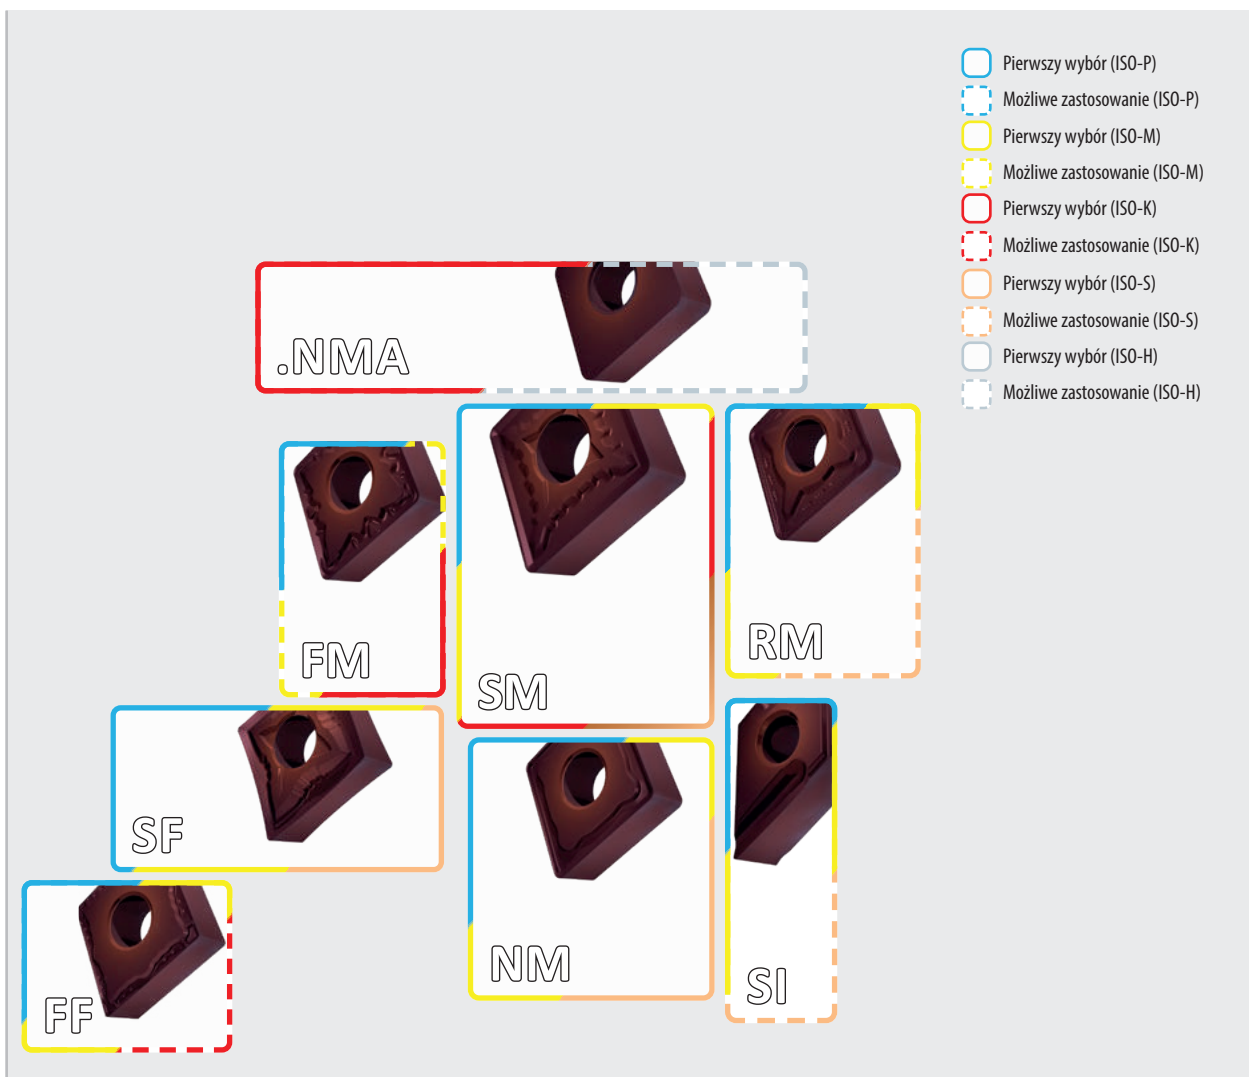 Pierwszy wybór (ISO-P)
Możliwe zastosowanie (ISO-P)
Pierwszy wybór (ISO-M)
Możliwe zastosowanie (ISO-M)
Pierwszy wybór (ISO-K)
Możliwe zastosowanie (ISO-K)
Pierwszy wybór (ISO-S)
Możliwe zastosowanie (ISO-S)
Pierwszy wybór (ISO-H)
Możliwe zastosowanie (ISO-H)
.NMA
FM
SM
RM
SF
NM
SI
FF